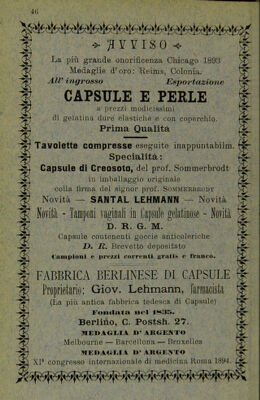 46
AVVISO
La più grande onorificenza Chicago 1893
Medaglie d'oro: Reims, Colonia.
All' ingrosso Esportazione
CAPSULE E PERLE
a prezzi modicissimi
di gelatina dure elastiche e con coperchio.
Prima Qualita
Tavolette compresse eseguite inappuntabilm.
Specialità:
Capsule di Creosoto, del prof. Sommerbrodt
in imballaggio originale
colla firma del signor prof. SOMMERBRODT
Novità — SANTAL LEHMANN — Novità
Novità - Tamponi vaginali in Capsule gelatinose - Novità
D. R. G. M.
Capsule contenenti goccie anticoleriche
D. R. Brevetto depositato
Campioni e prezzi correnti gratis e franco.
FABBRICA BERLINESE DI CAPSULE
Proprietario: Giov. Lehmann, farmacista
(La più antica fabbrica tedesca di Capsule)
Fondata nel 1835.
Berlino, C. Postsh. 27.
MEDAGLIA D'ARGENTO
Melbourne — Barcellona — Bruxelles
MEDAGLIA D'ARGENTO
XI° congresso internazionale di medicina Roma 1894.